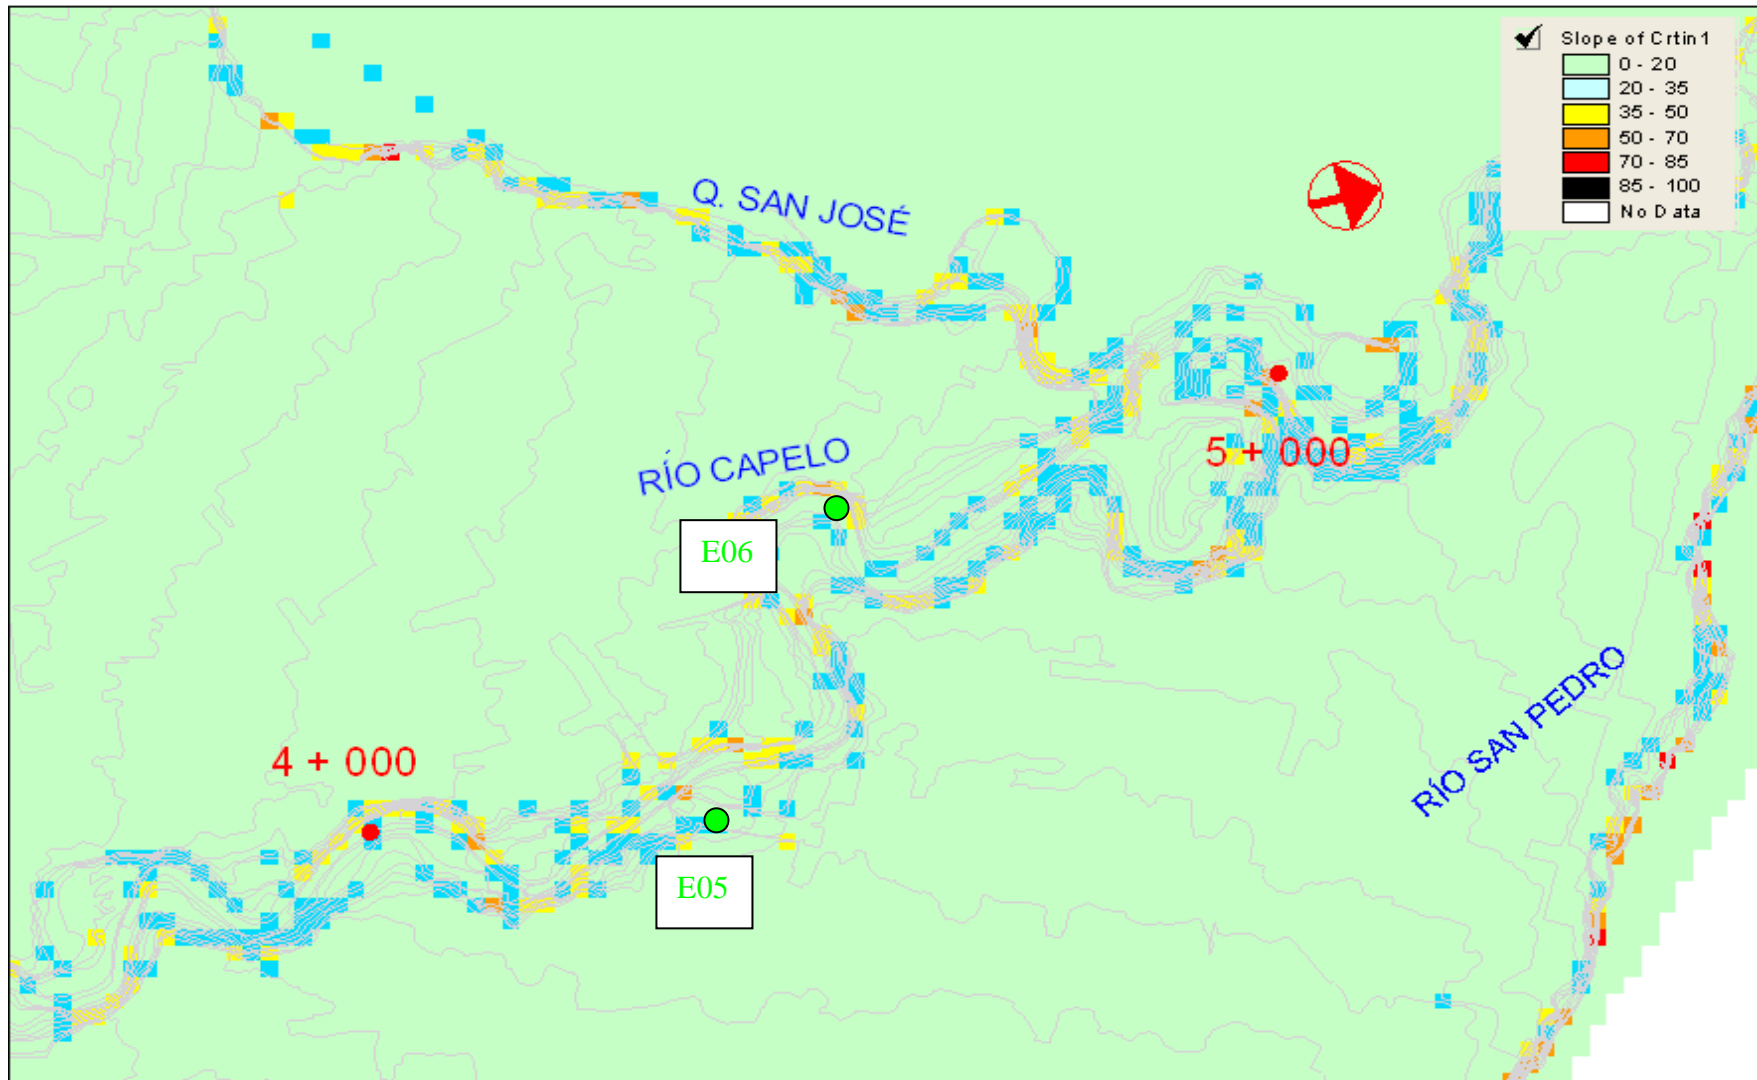 Slope of Crtin1
0 - 20
20 - 35
35 - 50
50 - 70
70 - 85
85 - 100
No Data
Q. SAN JOSÉ
RÍO CAPELO
5 + 000
E06
RÍO SAN PEDRO
4 + 000
E05